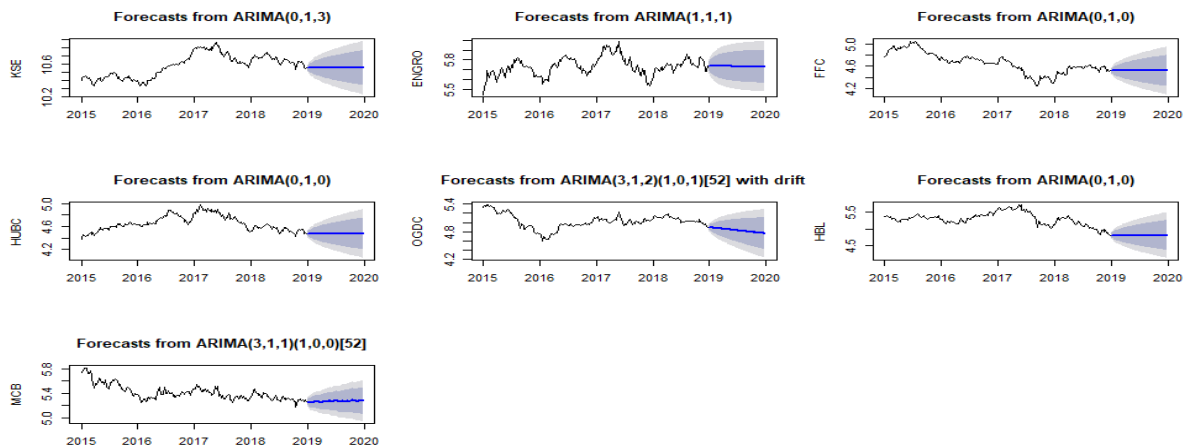 Forecasts from ARIMA(0,1,3)
KSE
10.6
10.2
2015 2016 2017 2018 2019 2020
Forecasts from ARIMA(1,1,1)
ENGRO
5.8
5.5
2015 2016 2017 2018 2019 2020
Forecasts from ARIMA(0,1,0)
FFC
5.0
4.6
4.2
2015 2016 2017 2018 2019 2020
Forecasts from ARIMA(0,1,0)
HUBC
5.0
4.6
4.2
2015 2016 2017 2018 2019 2020
Forecasts from ARIMA(3,1,2)(1,0,1)[52] with drift
OGDC
5.4
4.8
4.2
2015 2016 2017 2018 2019 2020
Forecasts from ARIMA(0,1,0)
HBL
5.5
4.5
2015 2016 2017 2018 2019 2020
Forecasts from ARIMA(3,1,1)(1,0,0)[52]
MCB
5.8
5.4
5.0
2015 2016 2017 2018 2019 2020